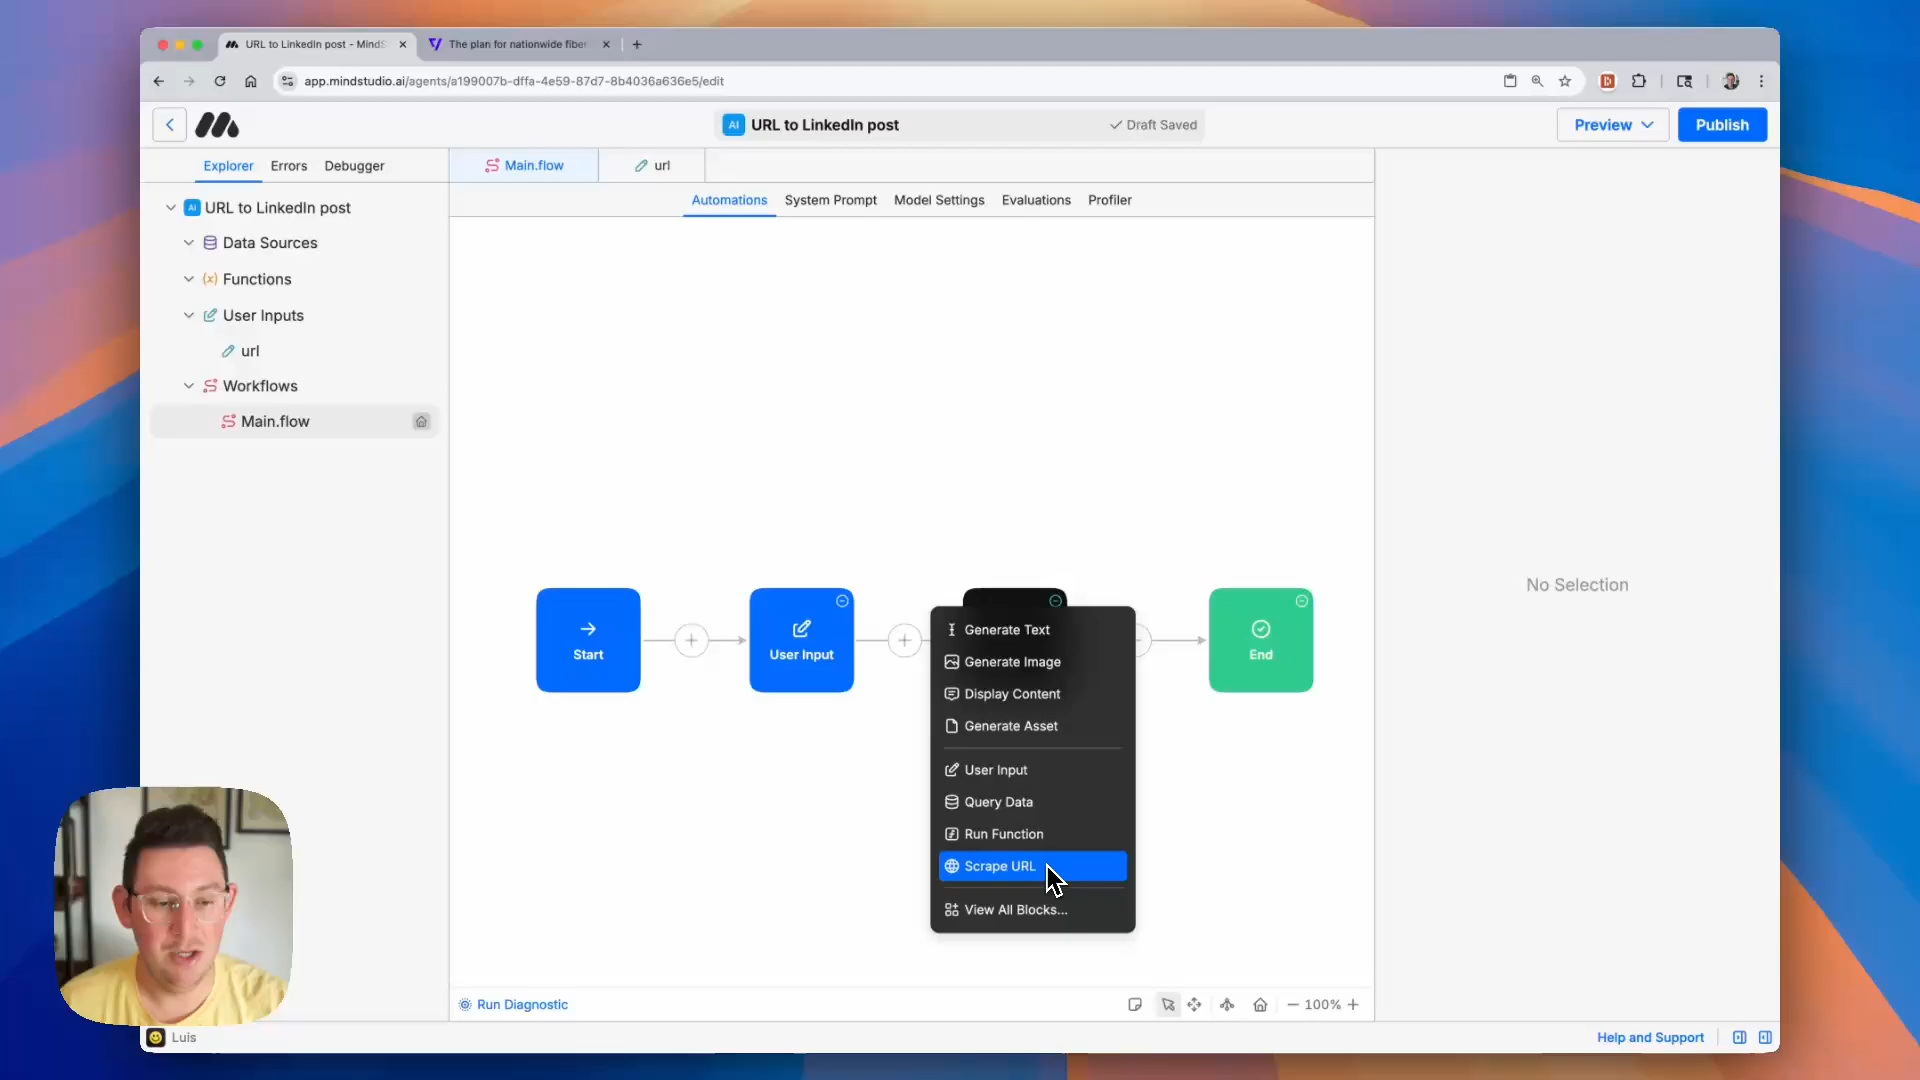 URL to LinkedIn post - MindS
The plan for nationwide fiber
app.mindstudio.ai/agents/a199007b-dffa-4e59-87d7-8b4036a636e5/edit
AI
URL to LinkedIn post
Draft Saved
Preview
Publish
Explorer
Errors
Debugger
Main.flow
url
AI
URL to LinkedIn post
Data Sources
Functions
User Inputs
url
Workflows
Main.flow
Automations
System Prompt
Model Settings
Evaluations
Profiler
Start
User Input
End
Generate Text
Generate Image
Display Content
Generate Asset
User Input
Query Data
Run Function
Scrape URL
View All Blocks...
No Selection
Run Diagnostic
100%
Luis
Help and Support